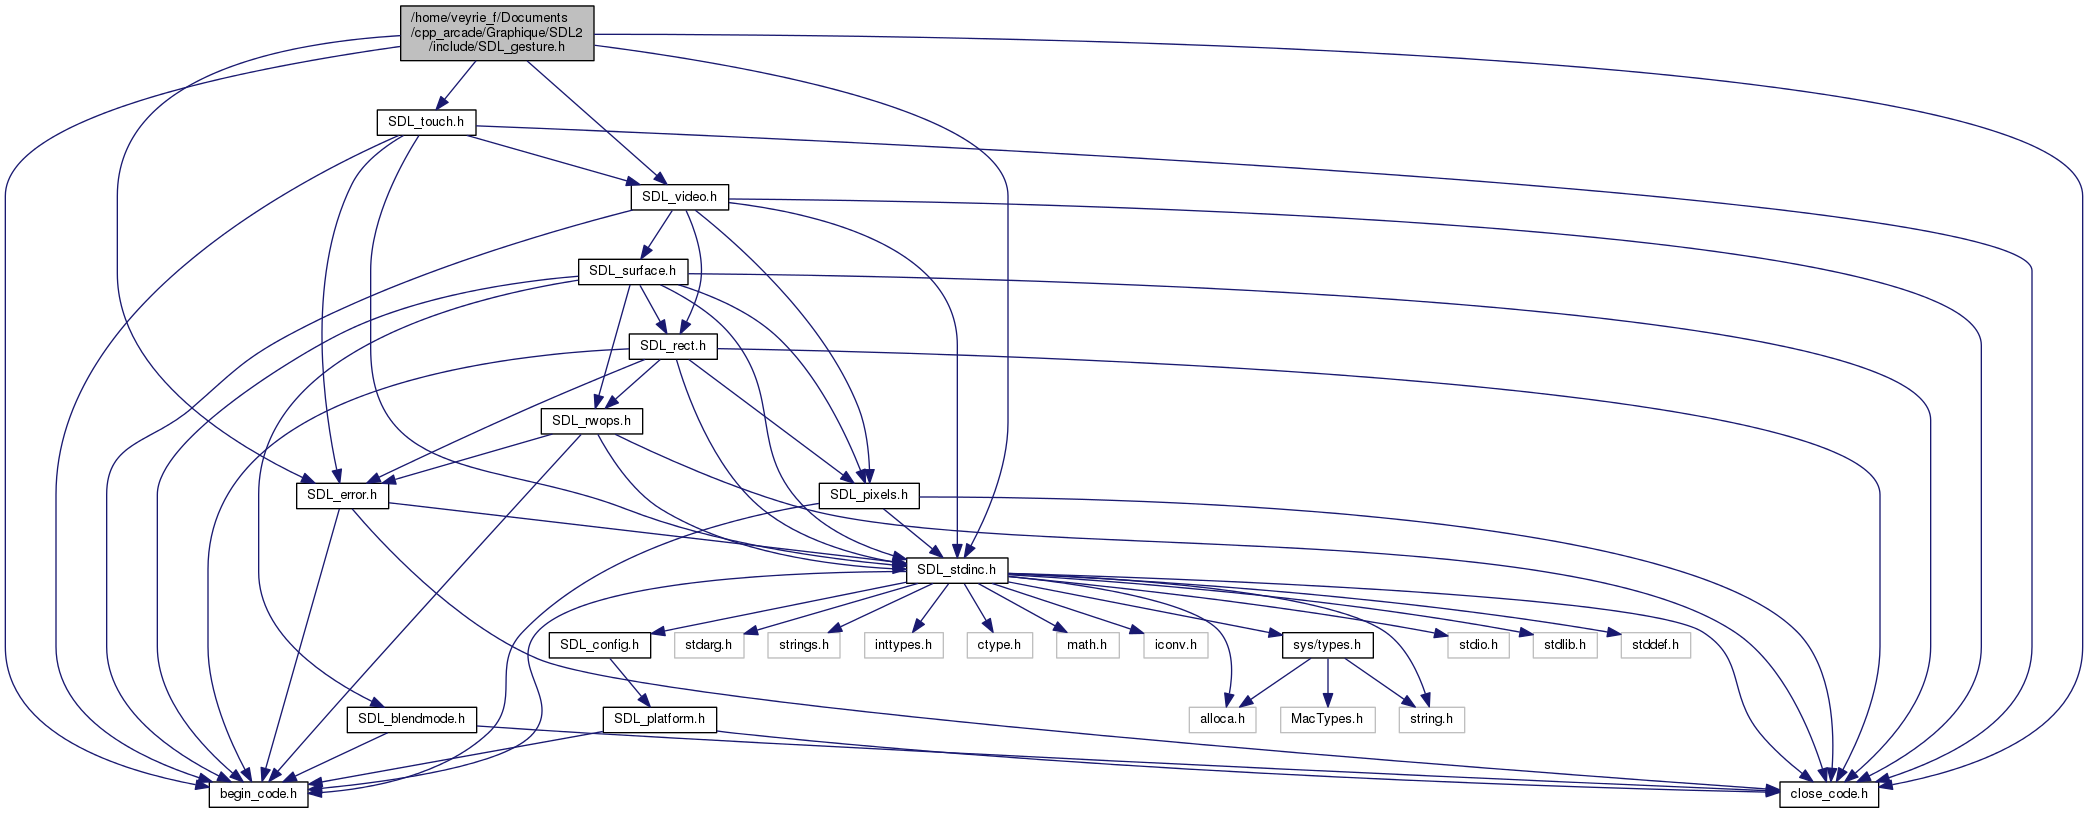 /home/veyrie_f/Documents
/cpp_arcade/Graphique/SDL2
/include/SDL_gesture.h
SDL_touch.h
SDL_video.h
SDL_surface.h
SDL_rect.h
SDL_rwops.h
SDL_error.h
SDL_pixels.h
SDL_stdinc.h
SDL_config.h
stdarg.h
strings.h
inttypes.h
ctype.h
math.h
iconv.h
sys/types.h
stdio.h
stdlib.h
stddef.h
SDL_blendmode.h
SDL_platform.h
alloca.h
MacTypes.h
string.h
begin_code.h
close_code.h